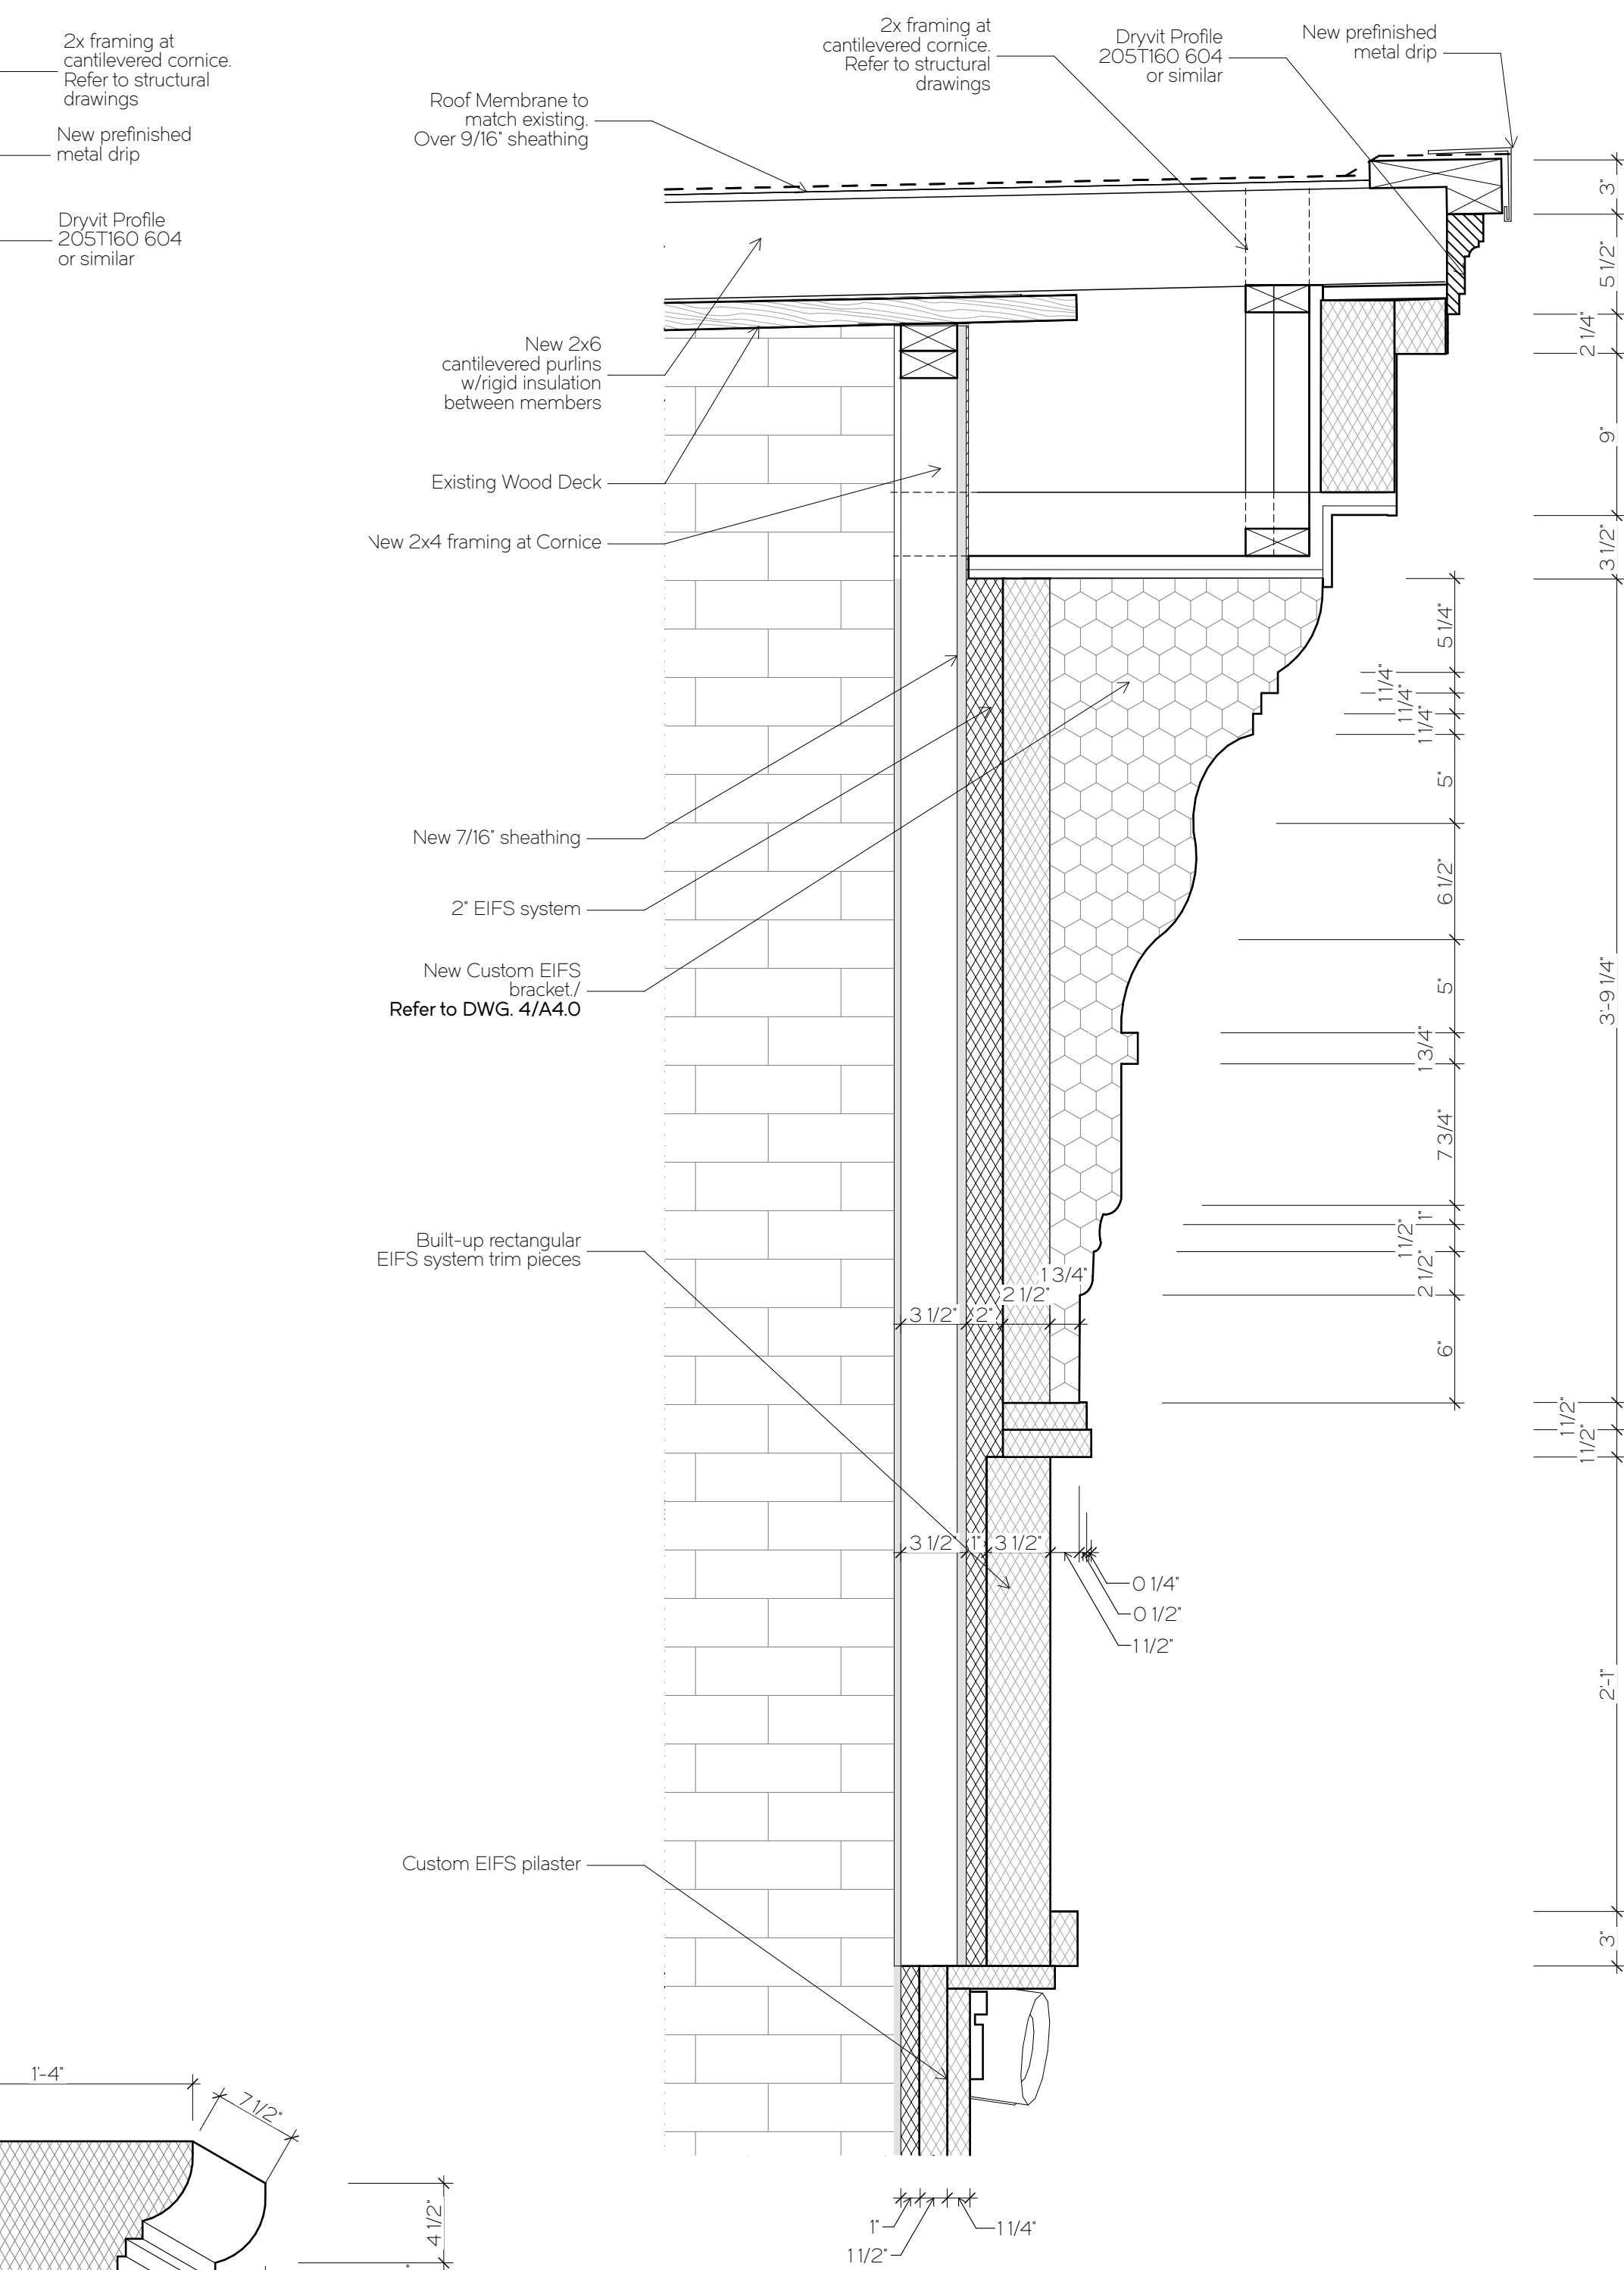 2x framing at
cantilevered cornice.
Refer to structural
drawings
New prefinished
metal drip
Dryvit Profile
205T160 604
or similar
2x framing at
cantilevered cornice.
Refer to structural
drawings
Dryvit Profile
205T160 604
or similar
New prefinished
metal drip
Roof Membrane to
match existing.
Over 9/16" sheathing
New 2x6
cantilevered purlins
w/rigid insulation
between members
Existing Wood Deck
New 2x4 framing at Cornice
New 7/16" sheathing
2" EIFS system
New Custom EIFS
bracket./
Refer to DWG. 4/A4.0
Built-up rectangular
EIFS system trim pieces
Custom EIFS pilaster
3"
5 1/2"
2 1/4"
9"
3 1/2"
3'-9 1/4"
1 1/2"
1 1/2"
2'-1"
3"
5 1/4"
1 1/4"
1 1/4"
1 1/4"
5"
6 1/2"
5"
1 3/4"
7 3/4"
1"
1 1/2"
2 1/2"
6"
3 1/2"
2"
2 1/2"
1 3/4"
3 1/2"
1"
3 1/2"
0 1/4"
0 1/2"
1 1/2"
1"
1 1/2"
1 1/4"
1'-4"
7 1/2"
4 1/2"